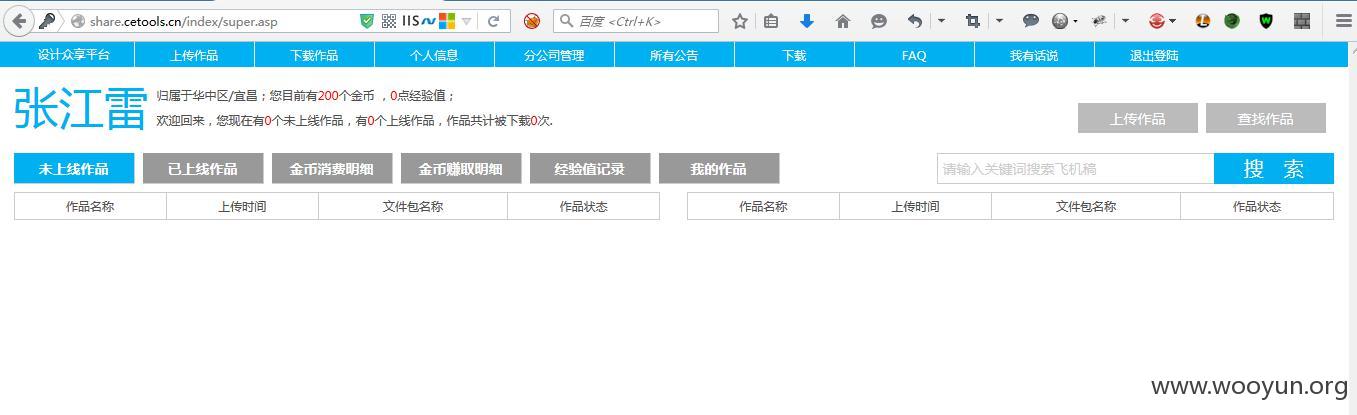 share.cetools.cn/index/super.asp IIS 百度 <Ctrl+K>
设计众享平台 上传作品 下载作品 个人信息 分公司管理 所有公告 下载 FAQ 我有话说 退出登陆
张江雷 归属于华中区/宜昌；您目前有200个金币 ，0点经验值；
欢迎回来，您现在有0个未上线作品，有0个上线作品，作品共计被下载0次.
上传作品 查找作品
未上线作品 已上线作品 金币消费明细 金币赚取明细 经验值记录 我的作品 请输入关键词搜索飞机稿 搜 索
作品名称 上传时间 文件包名称 作品状态 作品名称 上传时间 文件包名称 作品状态
www.wooyun.org